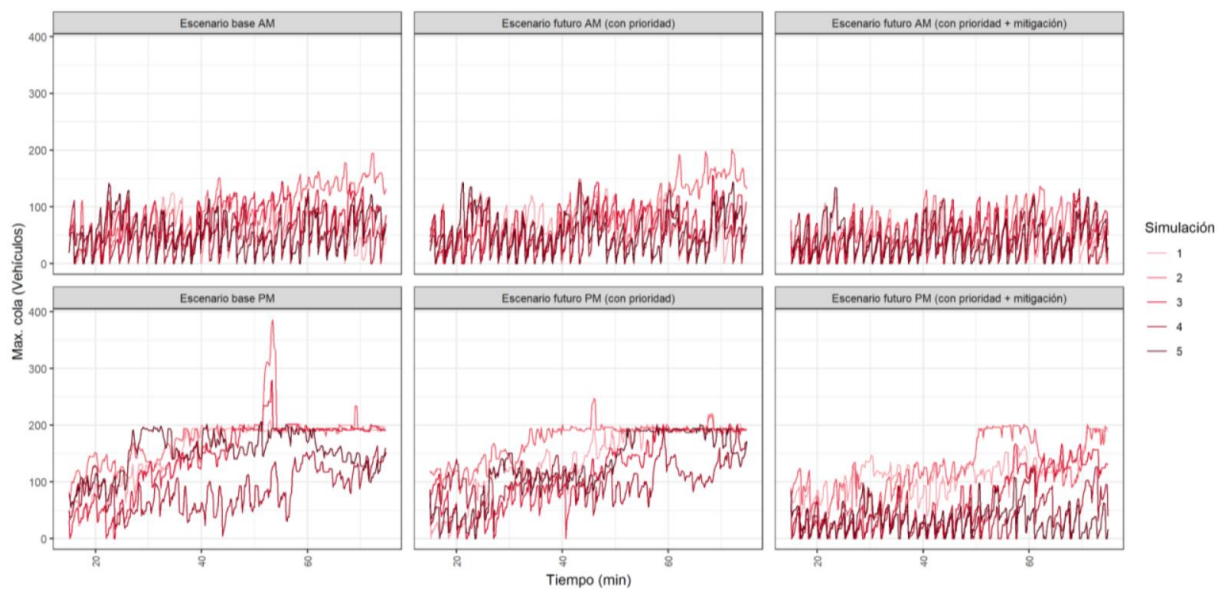 Escenario base AM
Escenario futuro AM (con prioridad)
Escenario futuro AM (con prioridad + mitigación)
400
300
200
100
0
Escenario base PM
Escenario futuro PM (con prioridad)
Escenario futuro PM (con prioridad + mitigación)
400
300
200
100
0
Max. cola (Vehículos)
20
40
60
20
40
60
20
40
60
Tiempo (min)
Simulación
1
2
3
4
5